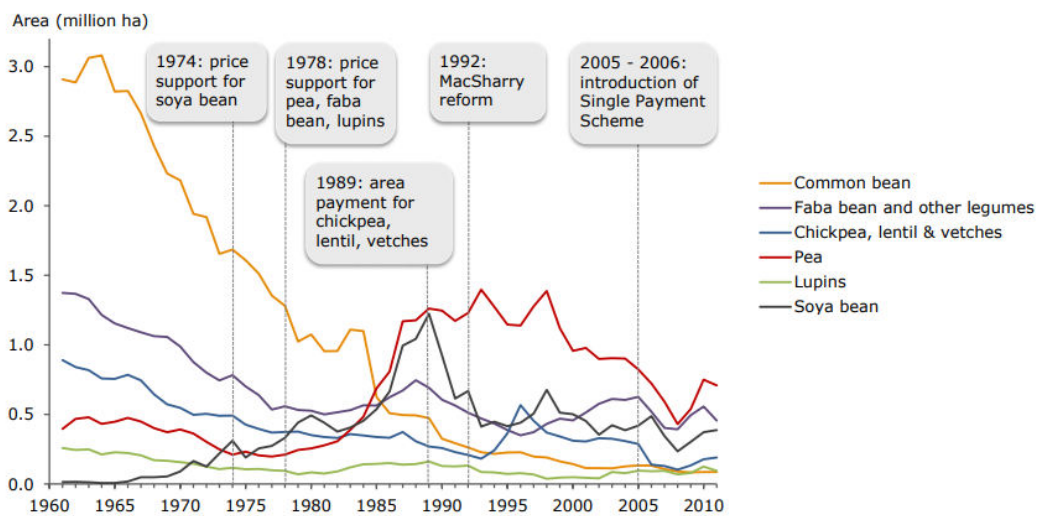 Area (million ha)
3.0
2.5
2.0
1.5
1.0
0.5
0.0
1974: price
support for
soya bean
1978: price
support for
pea, faba
bean, lupins
1989: area
payment for
chickpea,
lentil, vetches
1992:
MacSharry
reform
2005 - 2006:
introduction of
Single Payment
Scheme
Common bean
Faba bean and other legumes
Chickpea, lentil & vetches
Pea
Lupins
Soya bean
1960 1965 1970 1975 1980 1985 1990 1995 2000 2005 2010